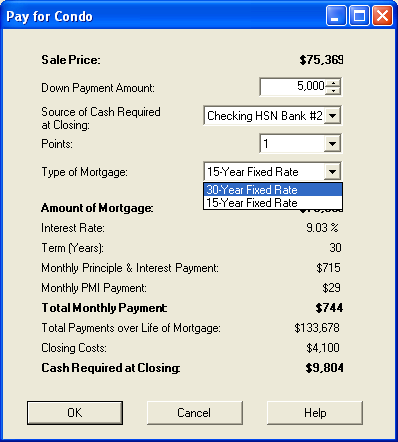 Pay for Condo
Sale Price: $75,369
Down Payment Amount: 5,000
Source of Cash Required
at Closing: Checking HSN Bank #2
Points: 1
Type of Mortgage: 15-Year Fixed Rate
30-Year Fixed Rate
15-Year Fixed Rate
Amount of Mortgage:
Interest Rate: 9.03 %
Term (Years): 30
Monthly Principle & Interest Payment: $715
Monthly PMI Payment: $29
Total Monthly Payment: $744
Total Payments over Life of Mortgage: $133,678
Closing Costs: $4,100
Cash Required at Closing: $9,804
OK Cancel Help